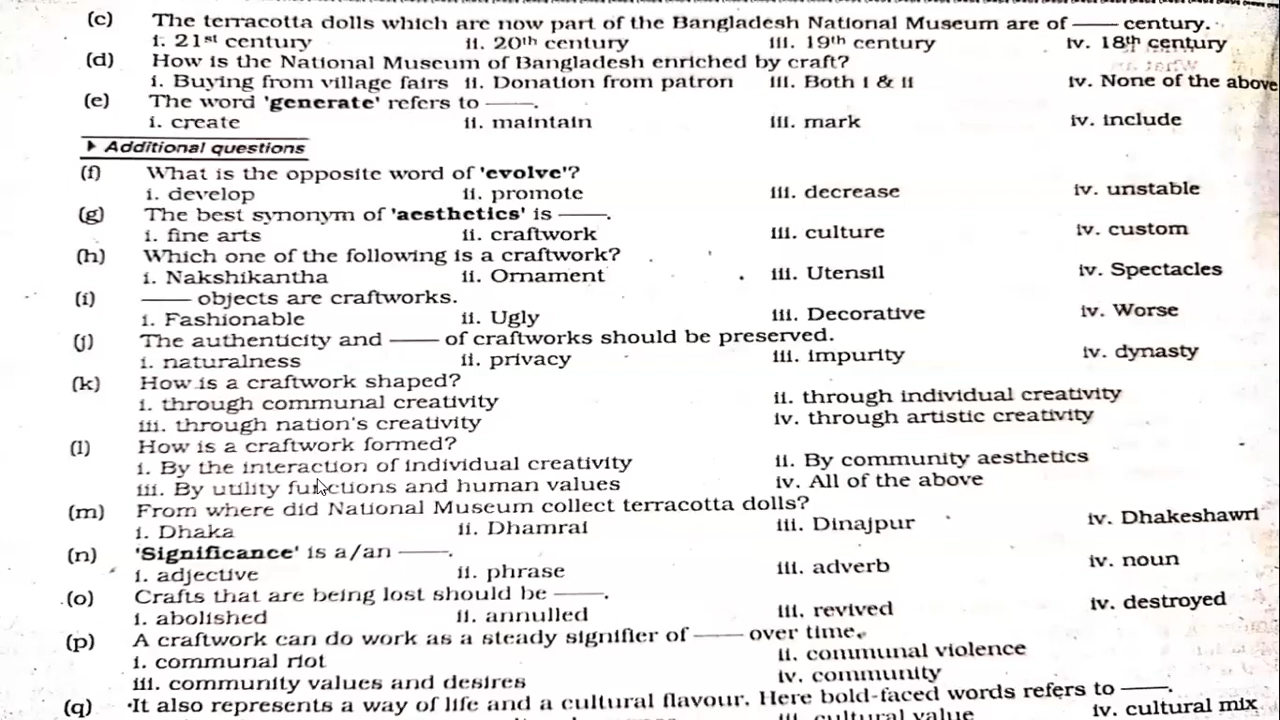 (c) The terracotta dolls which are now part of the Bangladesh National Museum are of —— century.
i. 21st century ii. 20th century iii. 19th century iv. 18th century
(d) How is the National Museum of Bangladesh enriched by craft?
i. Buying from village fairs ii. Donation from patron iii. Both i & ii iv. None of the above
(e) The word 'generate' refers to ——.
i. create ii. maintain iii. mark iv. include
Additional questions
(f) What is the opposite word of 'evolve'?
i. develop ii. promote iii. decrease iv. unstable
(g) The best synonym of 'aesthetics' is ——.
i. fine arts ii. craftwork iii. culture iv. custom
(h) Which one of the following is a craftwork?
i. Nakshikantha ii. Ornament iii. Utensil iv. Spectacles
(i) —— objects are craftworks.
i. Fashionable ii. Ugly iii. Decorative iv. Worse
(j) The authenticity and —— of craftworks should be preserved.
i. naturalness ii. privacy iii. impurity iv. dynasty
(k) How is a craftwork shaped?
i. through communal creativity ii. through individual creativity
iii. through nation's creativity iv. through artistic creativity
(l) How is a craftwork formed?
i. By the interaction of individual creativity ii. By community aesthetics
iii. By utility functions and human values iv. All of the above
(m) From where did National Museum collect terracotta dolls?
i. Dhaka ii. Dhamrai iii. Dinajpur iv. Dhakeshawri
(n) 'Significance' is a/an ——.
i. adjective ii. phrase iii. adverb iv. noun
(o) Crafts that are being lost should be ——.
i. abolished ii. annulled iii. revived iv. destroyed
(p) A craftwork can do work as a steady signifier of —— over time.
i. communal riot ii. communal violence
iii. community values and desires iv. community
(q) It also represents a way of life and a cultural flavour. Here bold-faced words refers to ——.
iii. cultural value iv. cultural mix